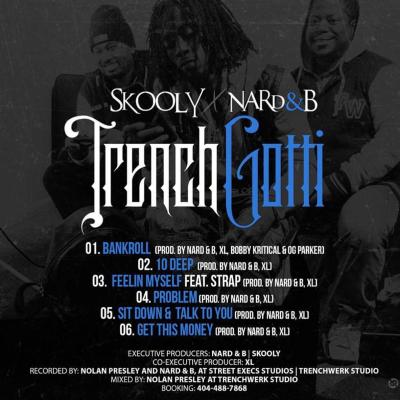 SKOOLY X NARD&B
Trench Gotti
01. BANKROLL (PROD. BY NARD & B, XL, BOBBY KRITICAL & OG PARKER)
02. 10 DEEP (PROD. BY NARD & B, XL)
03. FEELIN MYSELF FEAT. STRAP (PROD. BY NARD & B, XL)
04. PROBLEM (PROD. BY NARD & B, XL)
05. SIT DOWN & TALK TO YOU (PROD. BY NARD & B, XL)
06. GET THIS MONEY (PROD. BY NARD & B, XL)
EXECUTIVE PRODUCERS: NARD & B | SKOOLY
CO-EXECUTIVE PRODUCER: XL
RECORDED BY: NOLAN PRESLEY AND NARD & B, AT STREET EXECS STUDIOS | TRENCHWERK STUDIO
MIXED BY: NOLAN PRESLEY AT TRENCHWERK STUDIO
BOOKING: 404-488-7868